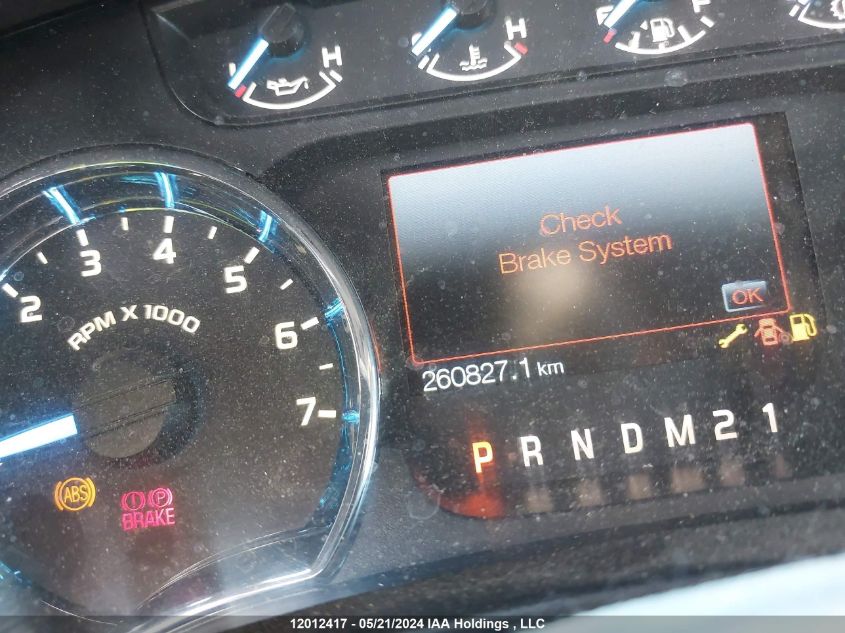 H
H
F
F
Check
Brake System
OK
260827.1 km
2 3 4 5 6 7
RPM X 1000
P R N D M 2 1
ABS
P
BRAKE
12012417 - 05/21/2024 IAA Holdings , LLC